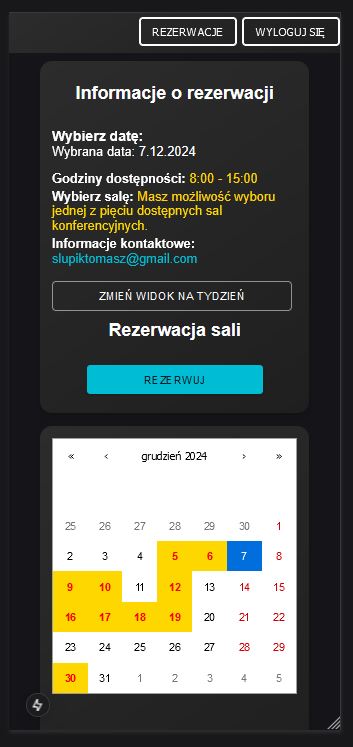 REZERWACJE WYLOGUJ SIĘ
Informacje o rezerwacji
Wybierz datę:
Wybrana data: 7.12.2024
Godziny dostępności: 8:00 - 15:00
Wybierz salę: Masz możliwość wyboru
jednej z pięciu dostępnych sal
konferencyjnych.
Informacje kontaktowe:
slupiktomasz@gmail.com
ZMIEŃ WIDOK NA TYDZIEŃ
Rezerwacja sali
REZERWUJ
« ‹ grudzień 2024 › »
25 26 27 28 29 30 1
2 3 4 5 6 7 8
9 10 11 12 13 14 15
16 17 18 19 20 21 22
23 24 25 26 27 28 29
30 31 1 2 3 4 5